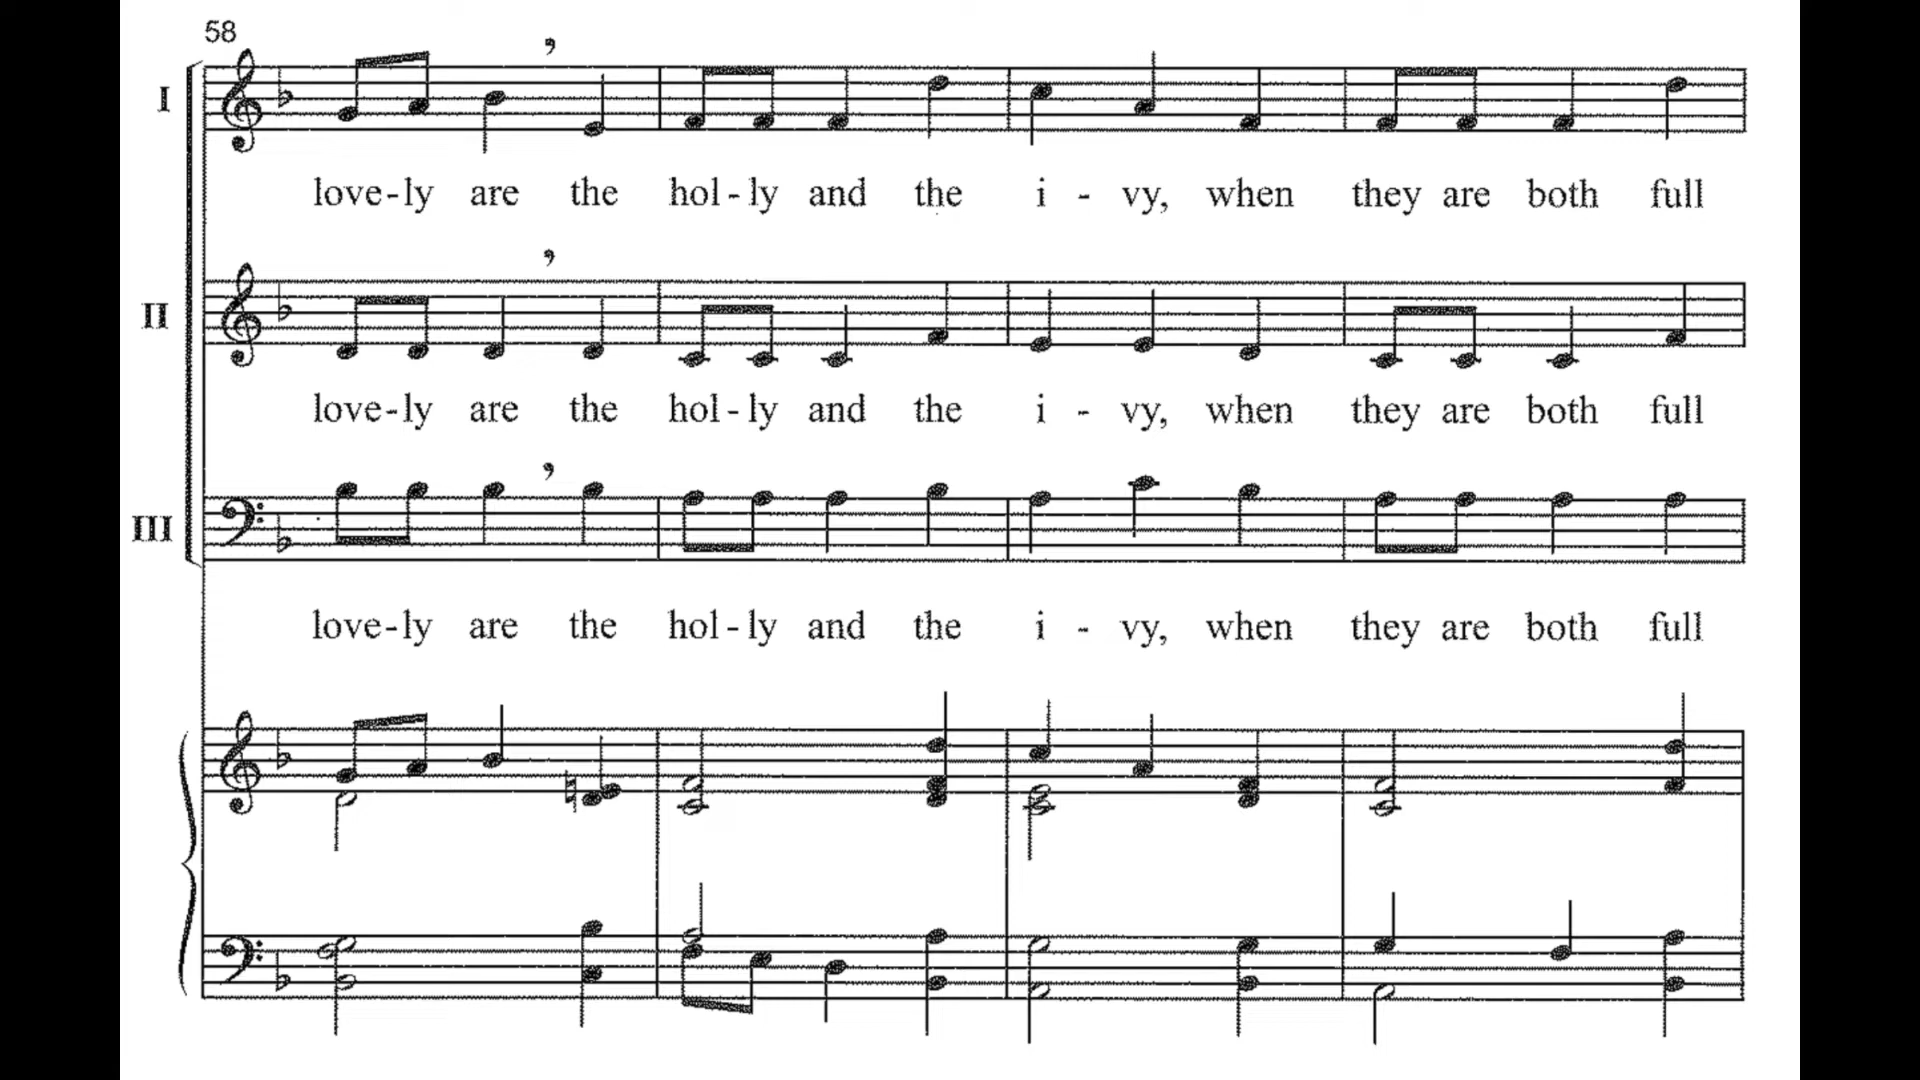 58
I
love-ly are the hol-ly and the i - vy, when they are both full
II
love-ly are the hol-ly and the i - vy, when they are both full
III
love-ly are the hol-ly and the i - vy, when they are both full